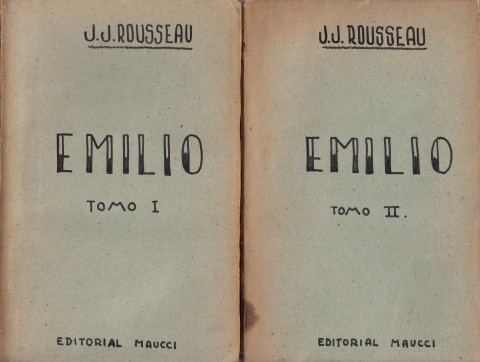 J.J. ROUSSEAU
EMILIO
TOMO I
EDITORIAL MAUCCI
J.J. ROUSSEAU
EMILIO
TOMO II.
EDITORIAL MAUCCI